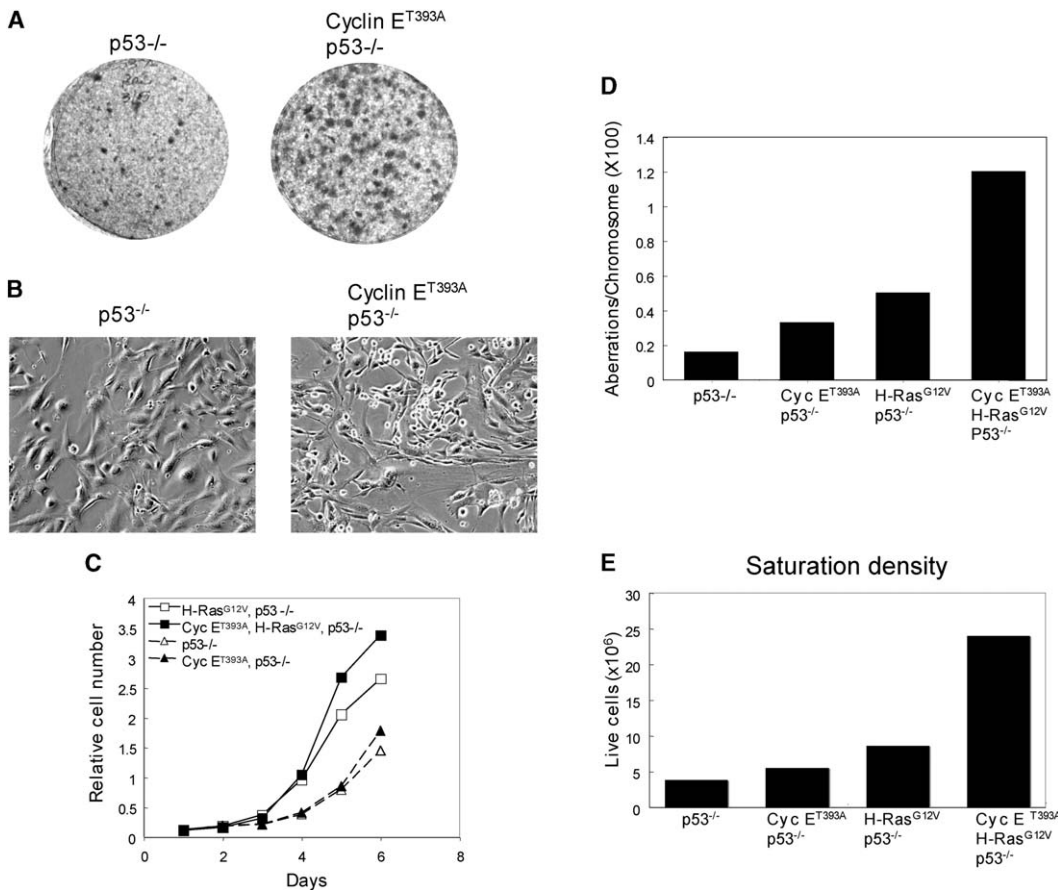 A
p53-/-
Cyclin E^T393A
p53-/-
B
p53-/-
Cyclin E^T393A
p53-/-
C
Relative cell number
4
3.5
3
2.5
2
1.5
1
0.5
0
H-Ras^G12V, p53-/-
Cyc E^T393A, H-Ras^G12V, p53-/-
p53-/-
Cyc E^T393A, p53-/-
0 2 4 6 8
Days
D
Aberrations/Chromosome (X100)
1.4
1.2
1
0.8
0.6
0.4
0.2
0
p53-/-
Cyc E^T393A
p53-/-
H-Ras^G12V
p53-/-
Cyc E^T393A
H-Ras^G12V
P53-/-
E
Saturation density
Live cells (x10^6)
30
25
20
10
5
0
p53-/-
Cyc E^T393A
p53-/-
H-Ras^G12V
p53-/-
Cyc E^T393A
H-Ras^G12V
p53-/-